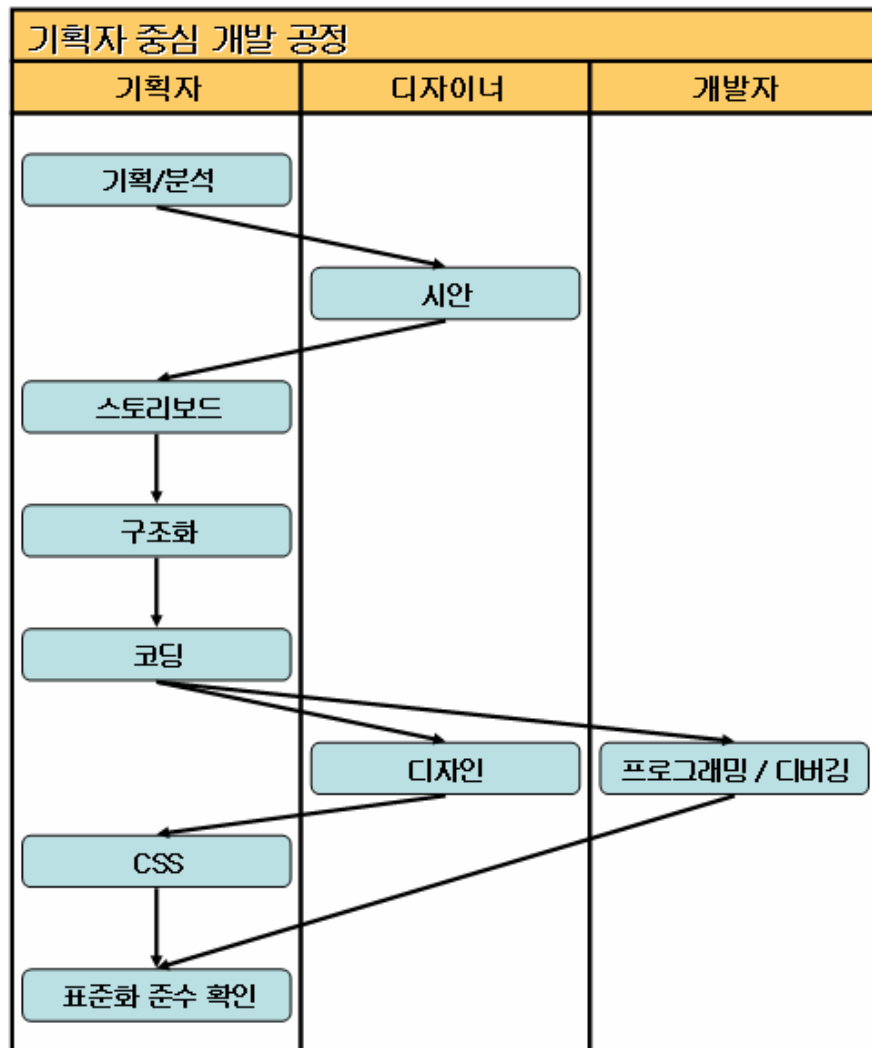 기획자 중심 개발 공정
기획자 디자이너 개발자
기획/분석
시안
스토리보드
구조화
코딩
디자인 프로그래밍 / 디버깅
CSS
표준화 준수 확인